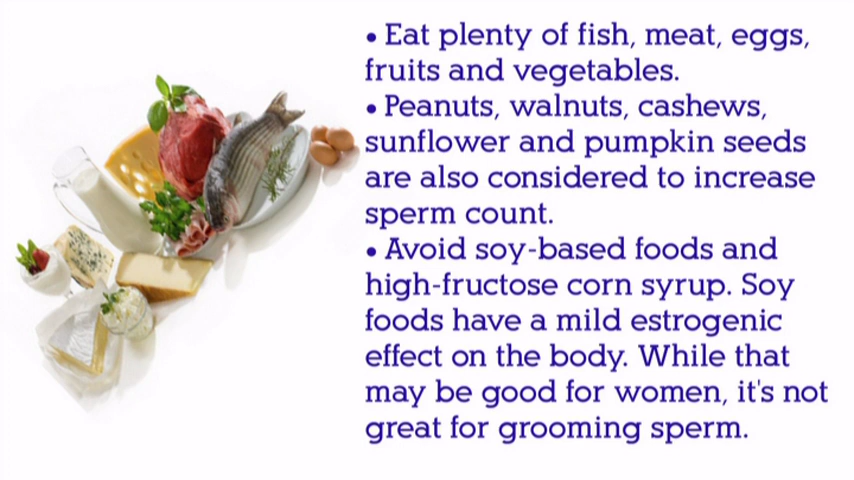 • Eat plenty of fish, meat, eggs,
fruits and vegetables.
• Peanuts, walnuts, cashews,
sunflower and pumpkin seeds
are also considered to increase
sperm count.
• Avoid soy-based foods and
high-fructose corn syrup. Soy
foods have a mild estrogenic
effect on the body. While that
may be good for women, it's not
great for grooming sperm.